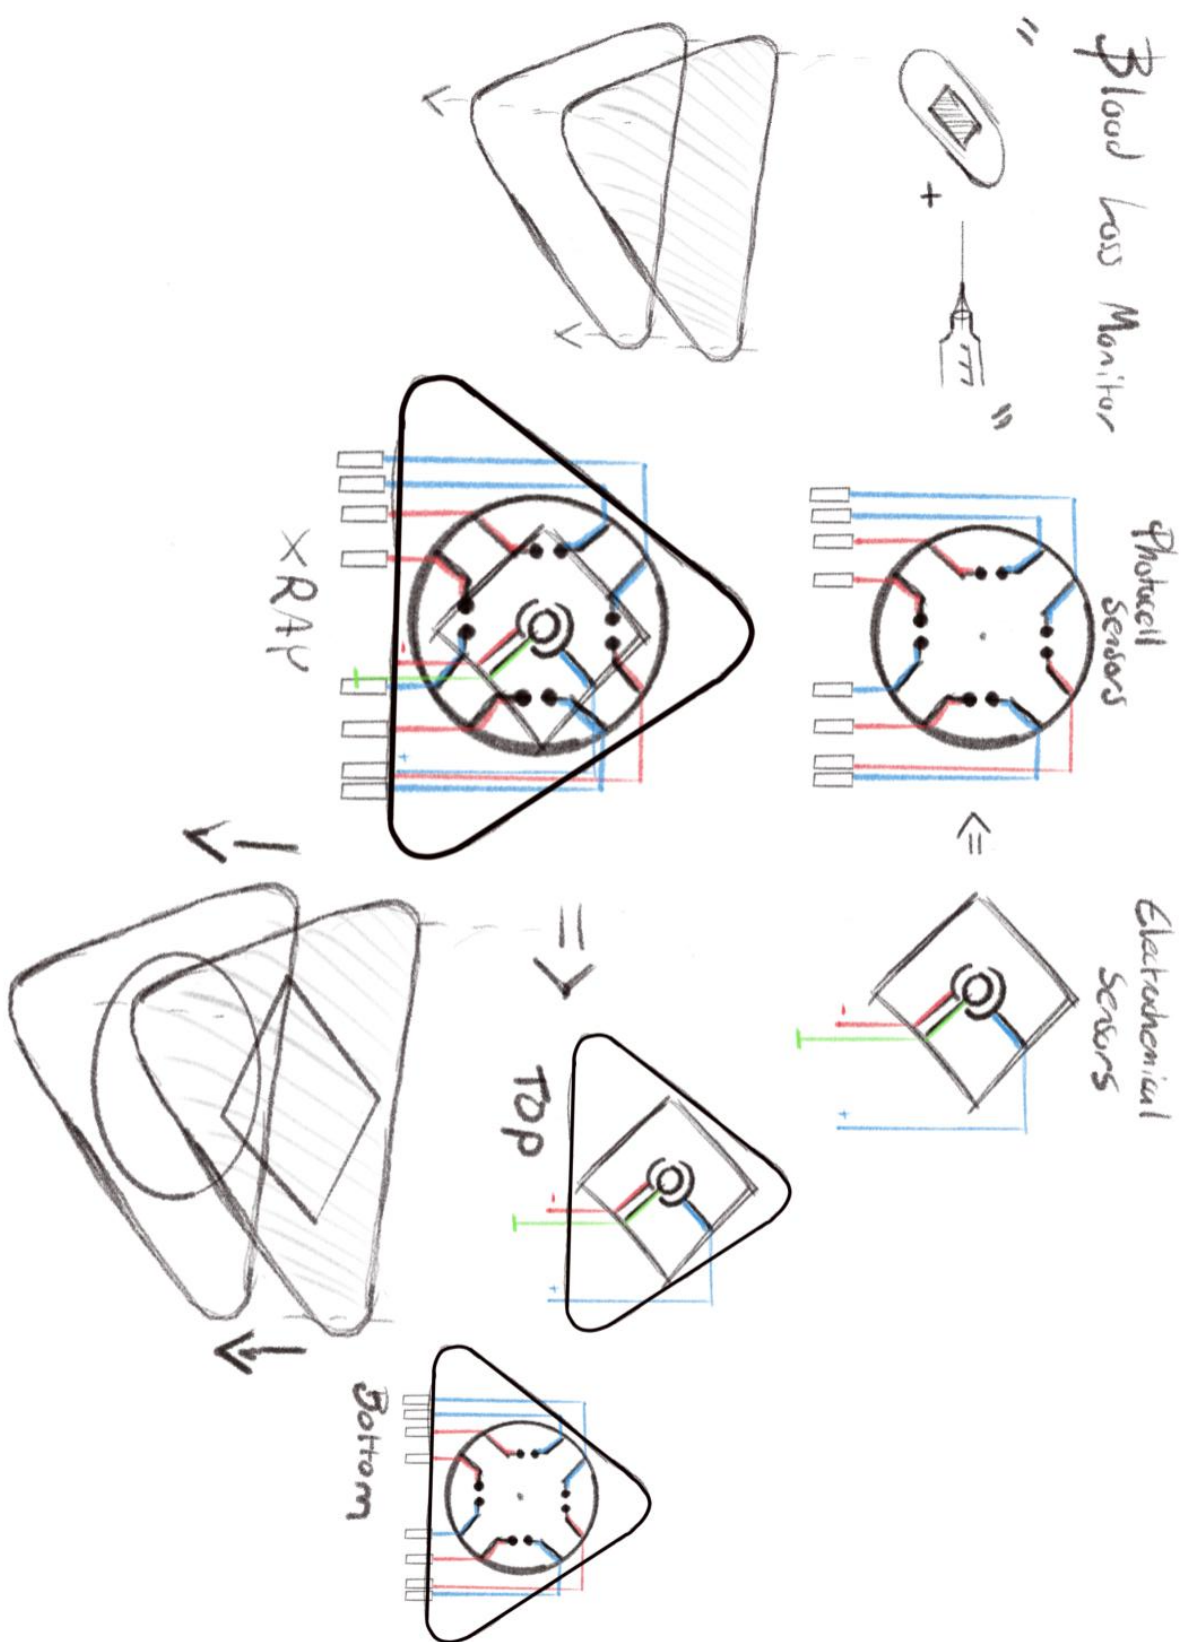 Blood Loss Monitor
" + "
Photocell
Sensors
Electrochemical
Sensors
XRAY
- +
- +
TOP
- +
Bottom